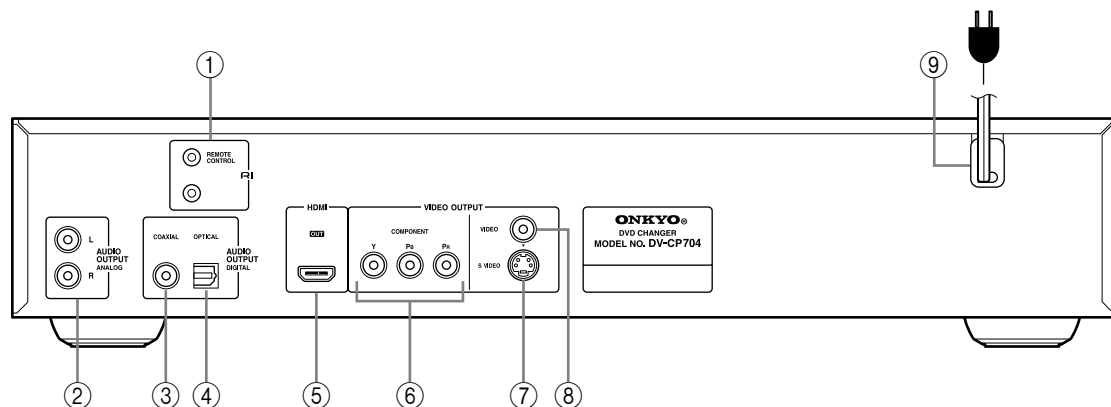 ①
⑨
REMOTE
CONTROL
RI
HDMI
VIDEO OUTPUT
OUT
COMPONENT
Y
PB
PR
VIDEO
S VIDEO
ONKYO®
DVD CHANGER
MODEL NO. DV-CP704
L
R
AUDIO
OUTPUT
ANALOG
COAXIAL
OPTICAL
AUDIO
OUTPUT
DIGITAL
②
③
④
⑤
⑥
⑦
⑧